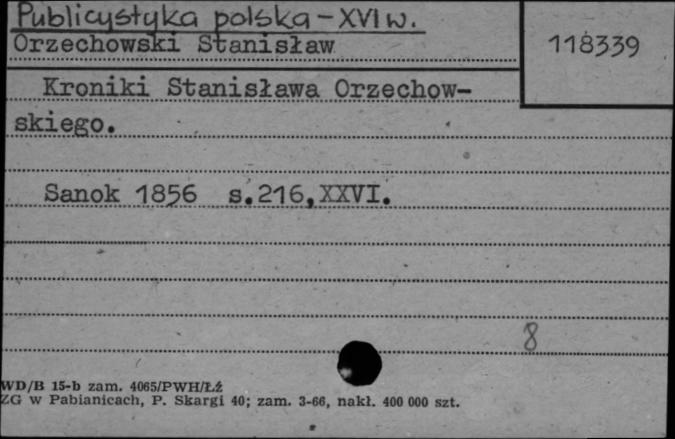 Publicystyka polska – XVI w.
Orzechowski Stanisław
118339
Kroniki Stanisława Orzechow-
skiego.
Sanok 1856 s.216,XXVI.
8
WD/B 15-b zam. 4065/PWH/Łź
ZG w Pabianicach, P. Skargi 40; zam. 3-66, nakł. 400 000 szt.